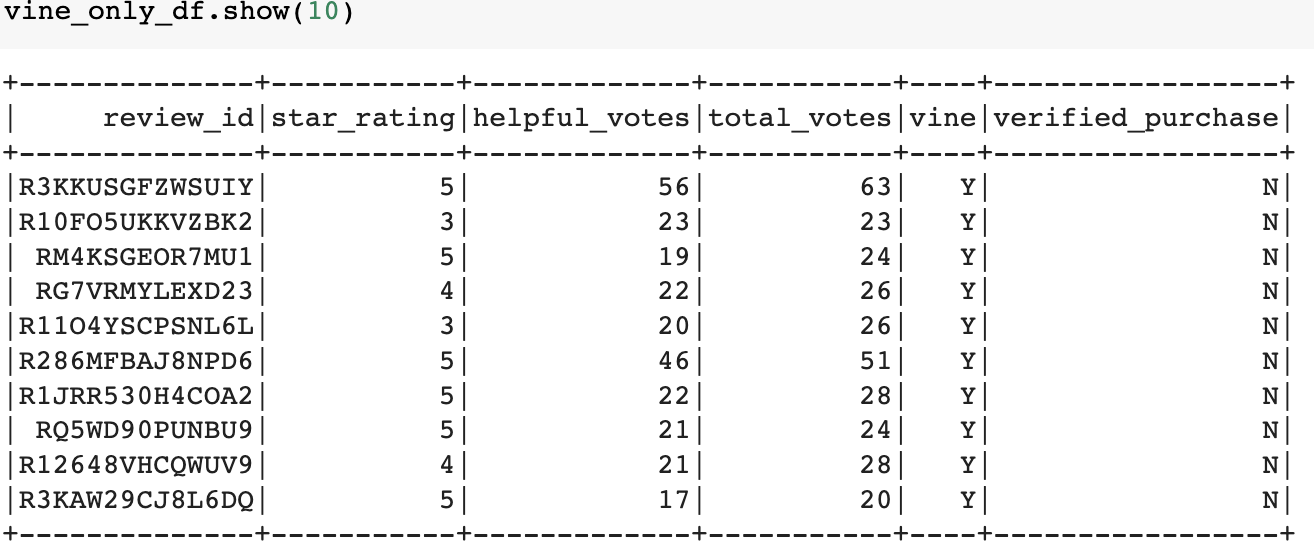 vine_only_df.show(10)
+--------------+-----------+-------------+-----------+----+-----------------+
|     review_id|star_rating|helpful_votes|total_votes|vine|verified_purchase|
+--------------+-----------+-------------+-----------+----+-----------------+
|R3KKUSGFZWSUIY|          5|           56|         63|   Y|                N|
|R10FO5UKKVZBK2|          3|           23|         23|   Y|                N|
| RM4KSGEOR7MU1|          5|           19|         24|   Y|                N|
| RG7VRMYLEXD23|          4|           22|         26|   Y|                N|
|R11O4YSCPSNL6L|          3|           20|         26|   Y|                N|
|R286MFBAJ8NPD6|          5|           46|         51|   Y|                N|
|R1JRR530H4COA2|          5|           22|         28|   Y|                N|
| RQ5WD90PUNBU9|          5|           21|         24|   Y|                N|
|R12648VHCQWUV9|          4|           21|         28|   Y|                N|
|R3KAW29CJ8L6DQ|          5|           17|         20|   Y|                N|
+--------------+-----------+-------------+-----------+----+-----------------+